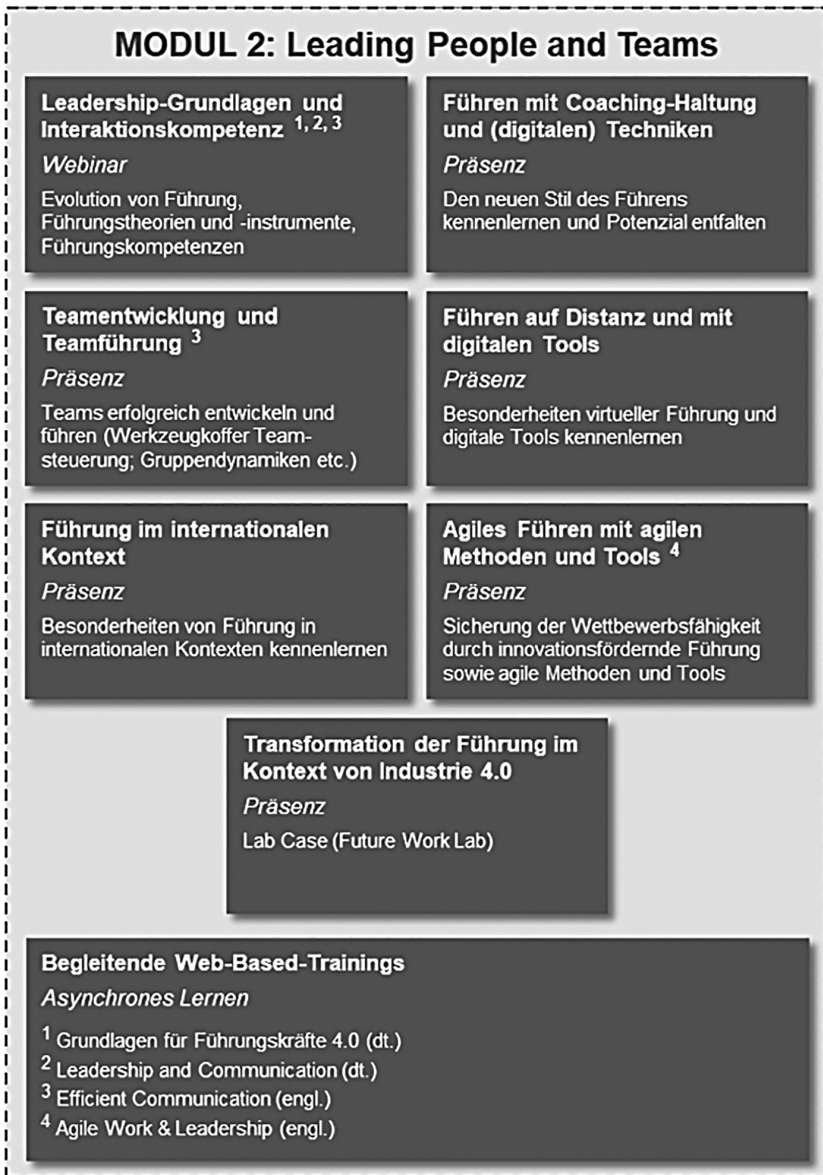 MODUL 2: Leading People and Teams
Leadership-Grundlagen und
Interaktionskompetenz 1, 2, 3
Webinar
Evolution von Führung,
Führungstheorien und -instrumente,
Führungskompetenzen
Führen mit Coaching-Haltung
und (digitalen) Techniken
Präsenz
Den neuen Stil des Führens
kennenlernen und Potenzial entfalten
Teamentwicklung und
Teamführung 3
Präsenz
Teams erfolgreich entwickeln und
führen (Werkzeugkoffer Team-
steuerung; Gruppendynamiken etc.)
Führen auf Distanz und mit
digitalen Tools
Präsenz
Besonderheiten virtueller Führung und
digitale Tools kennenlernen
Führung im internationalen
Kontext
Präsenz
Besonderheiten von Führung in
internationalen Kontexten kennenlernen
Agiles Führen mit agilen
Methoden und Tools 4
Präsenz
Sicherung der Wettbewerbsfähigkeit
durch innovationsfördernde Führung
sowie agile Methoden und Tools
Transformation der Führung im
Kontext von Industrie 4.0
Präsenz
Lab Case (Future Work Lab)
Begleitende Web-Based-Trainings
Asynchrones Lernen
1 Grundlagen für Führungskräfte 4.0 (dt.)
2 Leadership and Communication (dt.)
3 Efficient Communication (engl.)
4 Agile Work & Leadership (engl.)